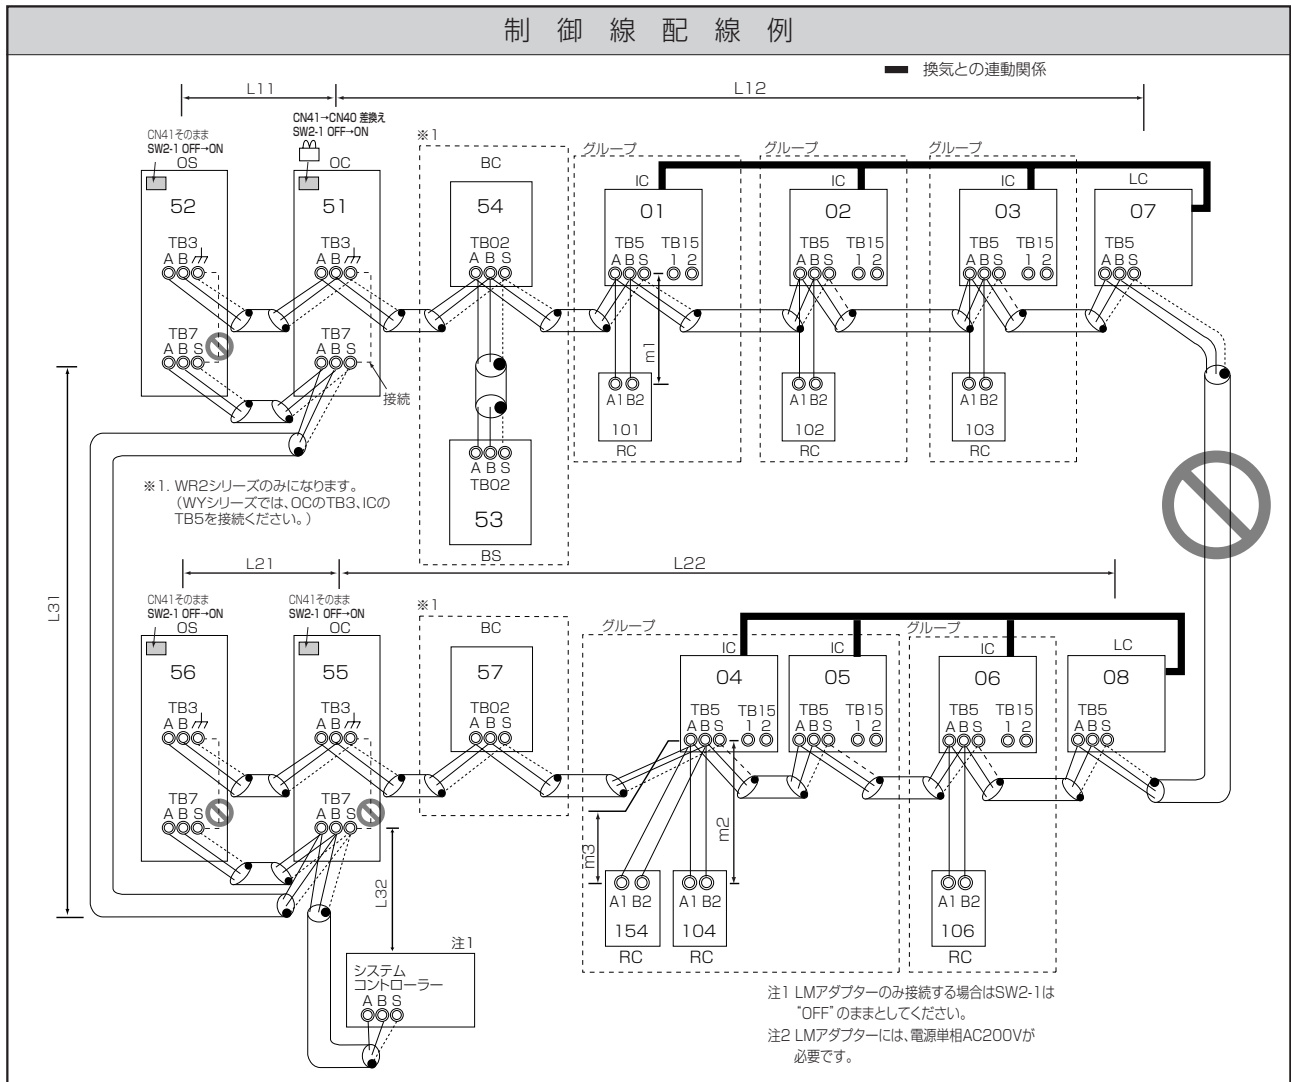 制御線配線例
換気との連動関係
L11
L12
CN41そのまま
SW2-1 OFF→ON
OS
CN41→CN40 差換え
SW2-1 OFF→ON
OC
※1
BC
グループ
IC
グループ
IC
グループ
IC
LC
52
51
54
01
02
03
07
TB3
A B
TB3
A B
TB02
A B S
TB5
A B S
TB15
1 2
TB5
A B S
TB15
1 2
TB5
A B S
TB15
1 2
TB5
A B S
TB7
A B S
TB7
A B S
接続
m1
A1 B2
101
RC
A1 B2
102
RC
A1 B2
103
RC
A B S
TB02
53
BS
※1. WR2シリーズのみになります。
（WYシリーズでは、OCのTB3、ICの
TB5を接続ください。）
L31
L21
L22
CN41そのまま
SW2-1 OFF→ON
OS
CN41そのまま
SW2-1 OFF→ON
OC
※1
BC
グループ
IC
IC
グループ
IC
LC
56
55
57
04
05
06
08
TB3
A B
TB3
A B
TB02
A B S
TB5
A B S
TB15
1 2
TB5
A B S
TB15
1 2
TB5
A B S
TB15
1 2
TB5
A B S
TB7
A B S
TB7
A B S
L32
m3
m2
A1 B2
154
RC
A1 B2
104
RC
A1 B2
106
RC
注1
システム
コントローラー
A B S
注1 LMアダプターのみ接続する場合はSW2-1は
"OFF"のままとしてください。
注2 LMアダプターには、電源単相AC200Vが
必要です。